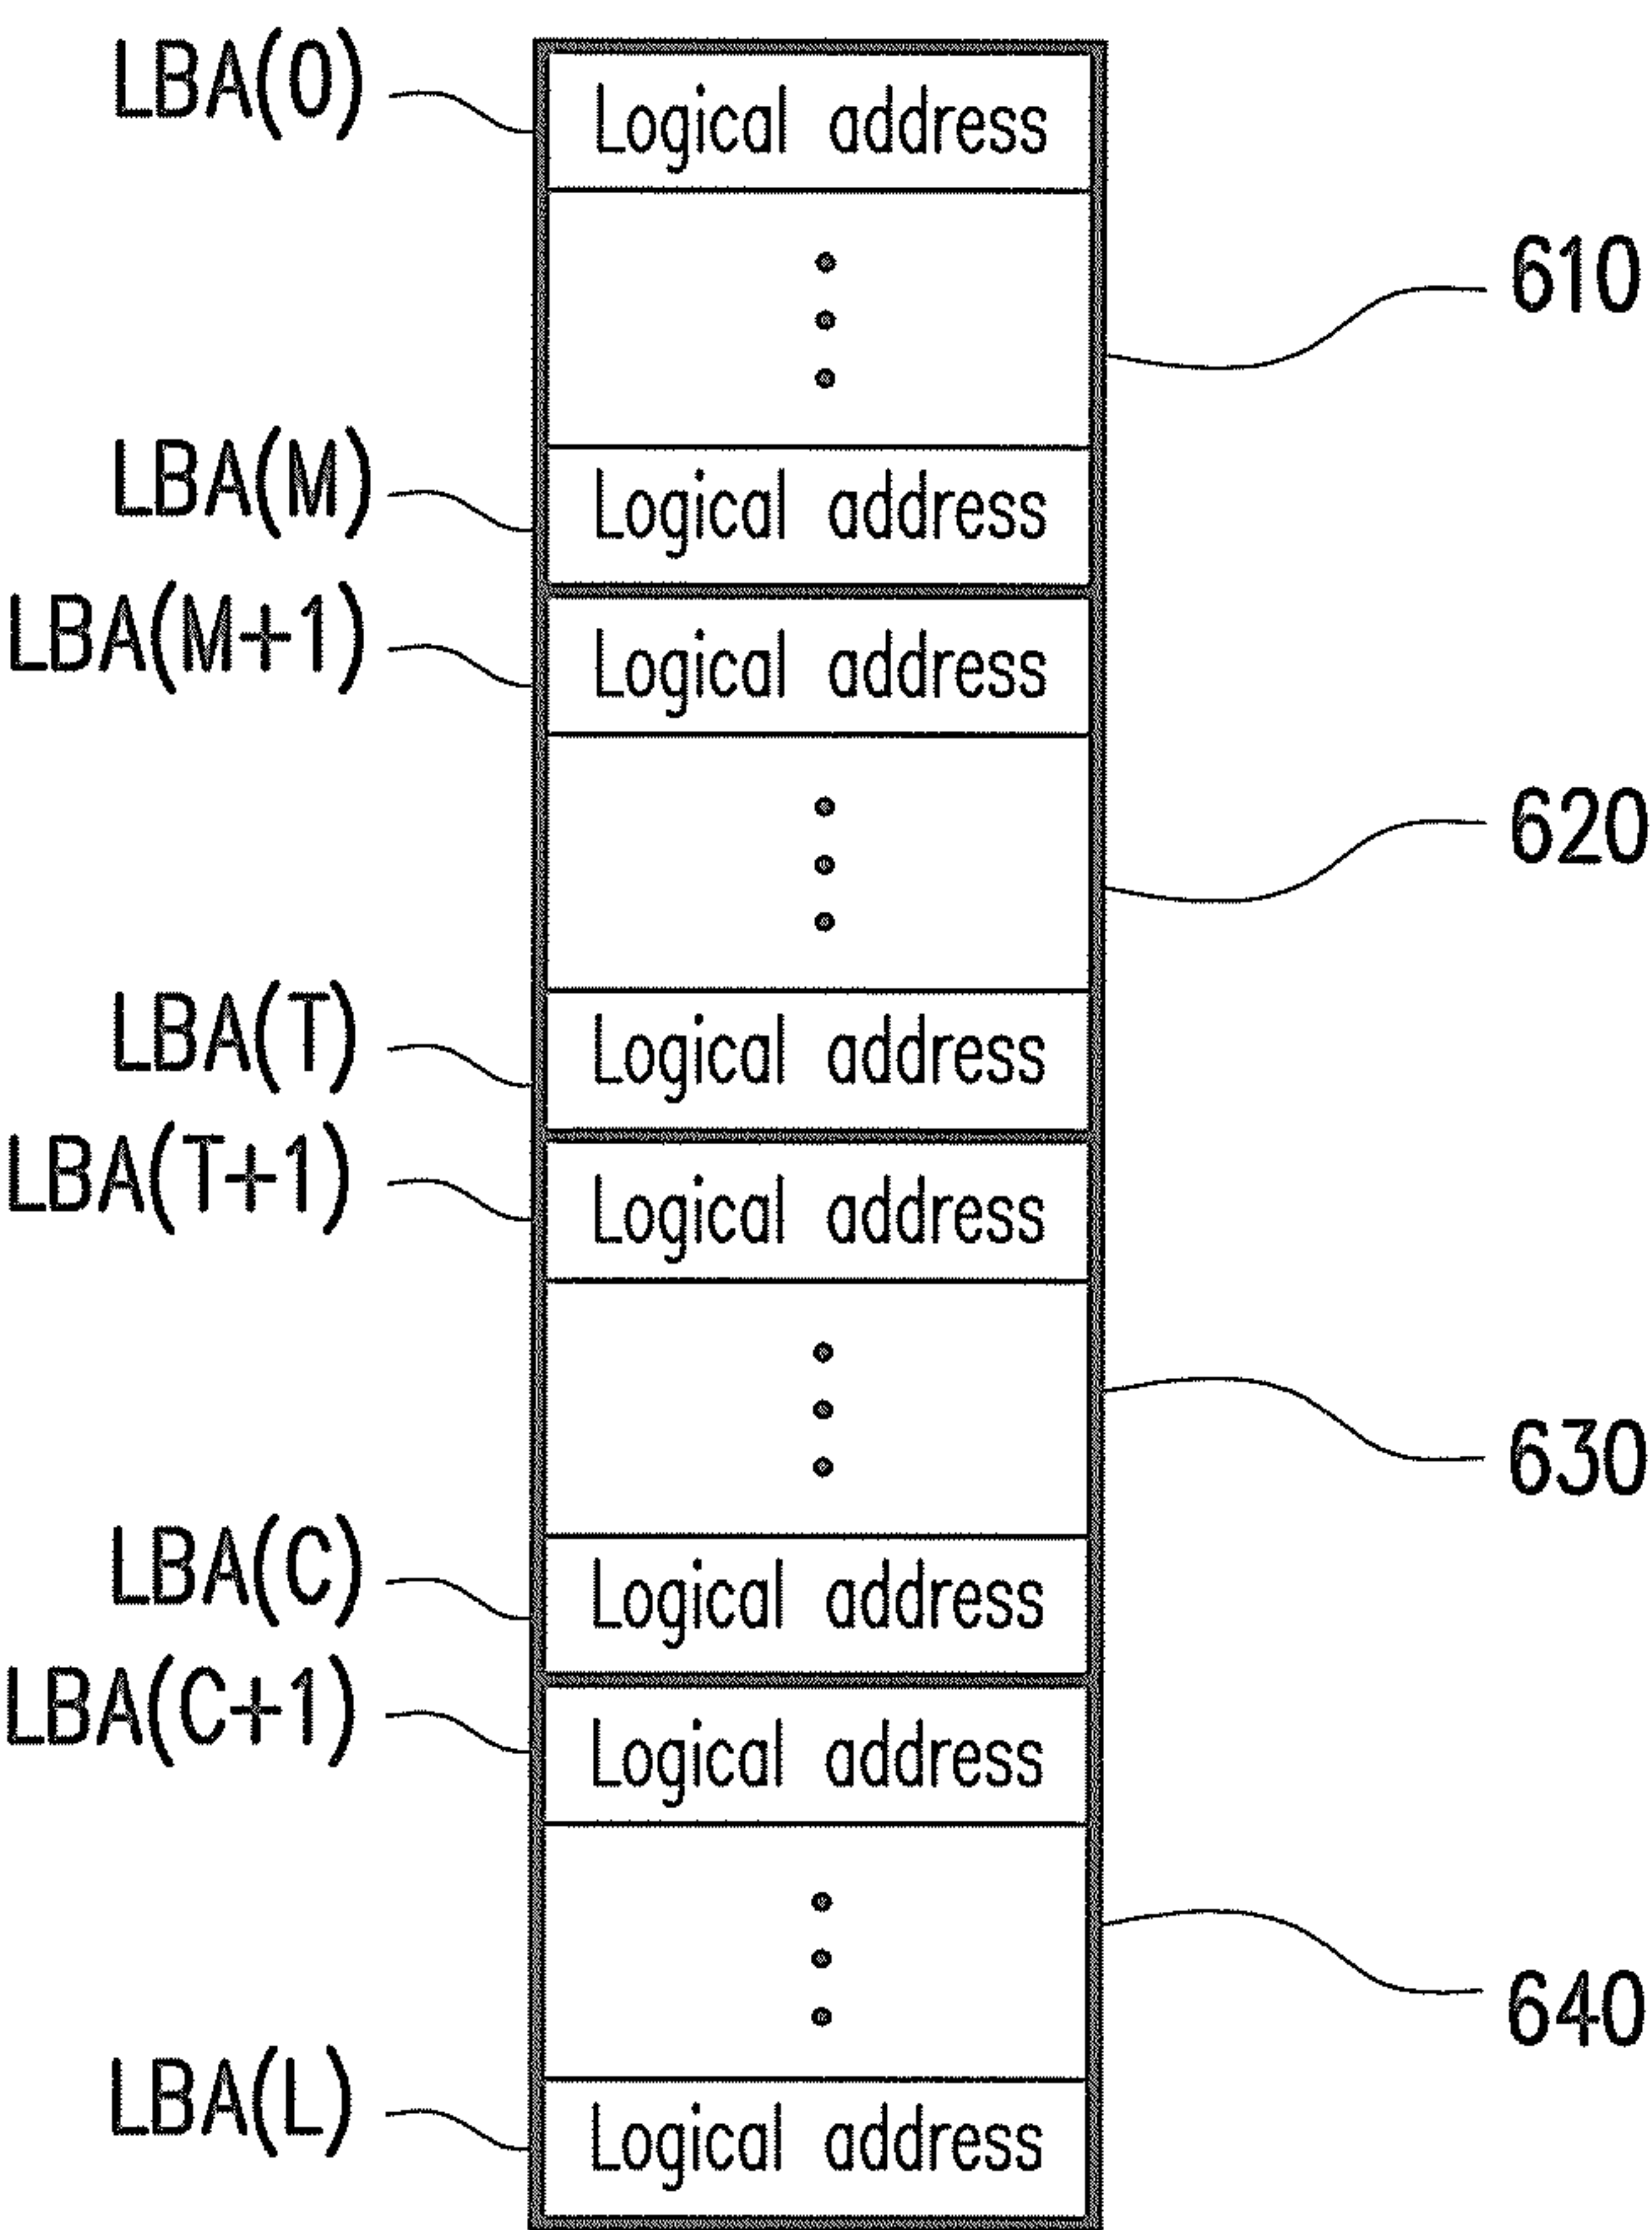 LBA(0)
Logical address
610
LBA(M)
Logical address
LBA(M+1)
Logical address
620
LBA(T)
Logical address
LBA(T+1)
Logical address
630
LBA(C)
Logical address
LBA(C+1)
Logical address
640
LBA(L)
Logical address